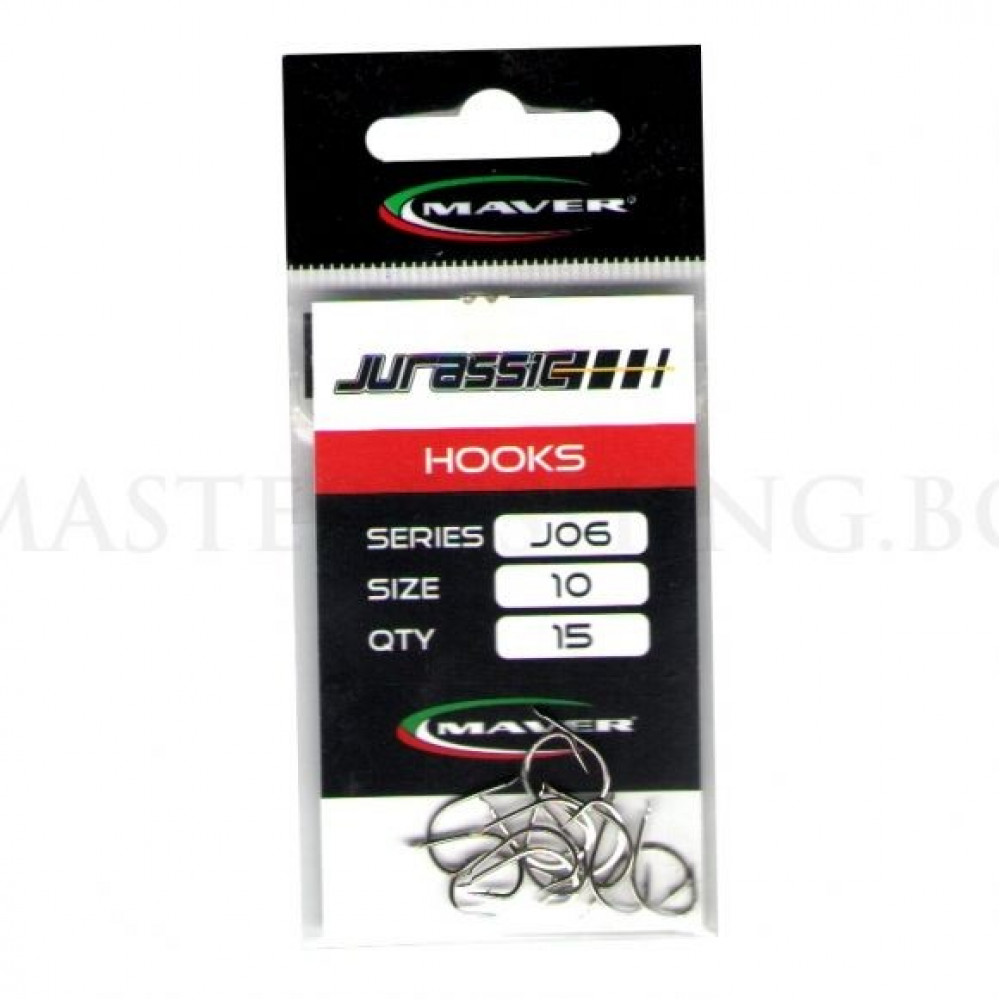 MAVER®
JURASSIC
HOOKS
SERIES J06
SIZE 10
QTY 15
MAVER®